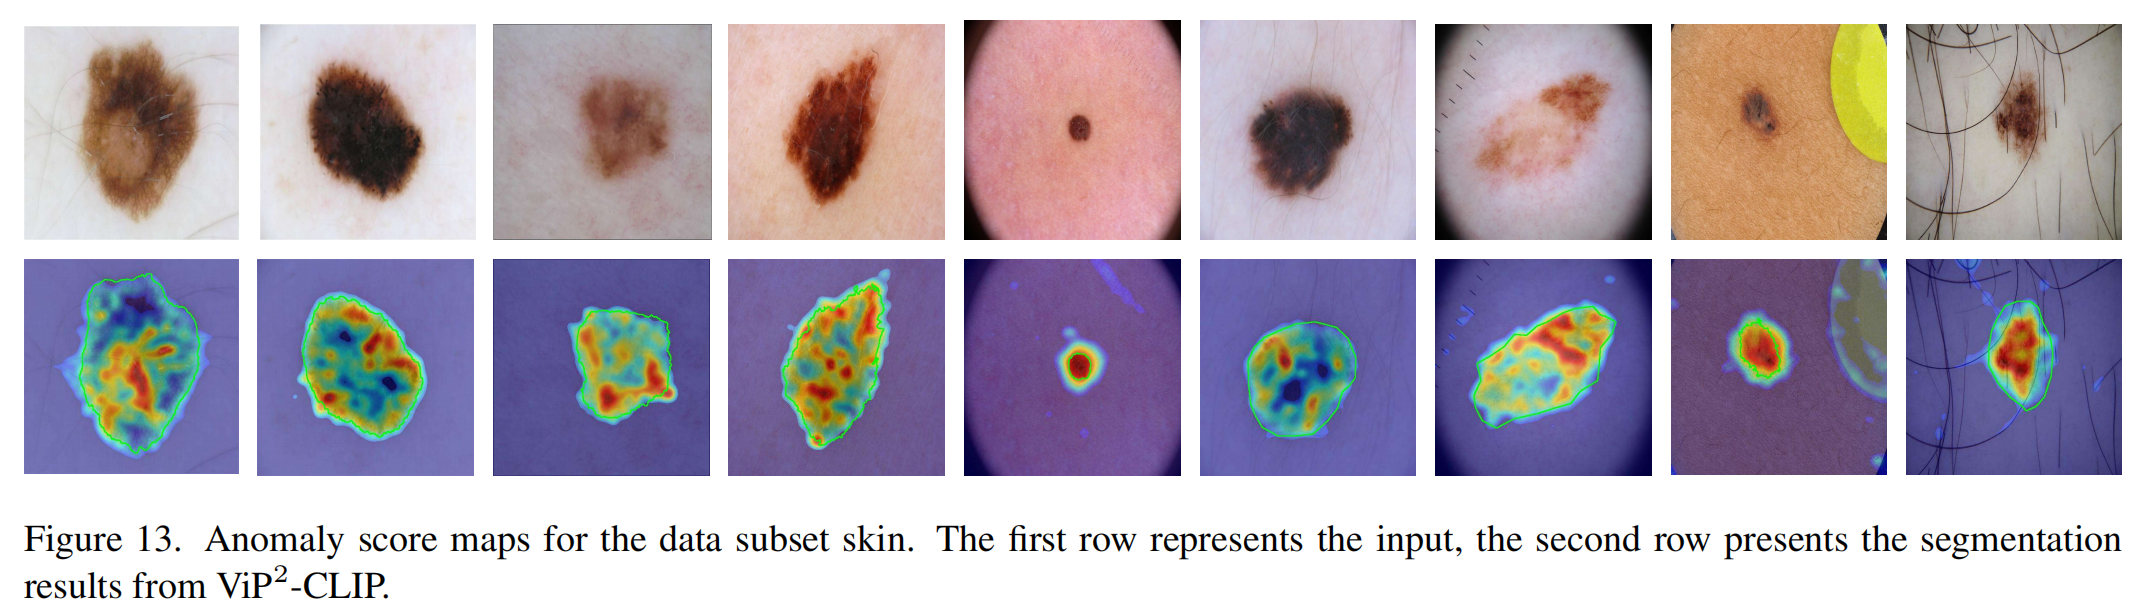 Figure 13. Anomaly score maps for the data subset skin. The first row represents the input, the second row presents the segmentation
results from ViP²-CLIP.